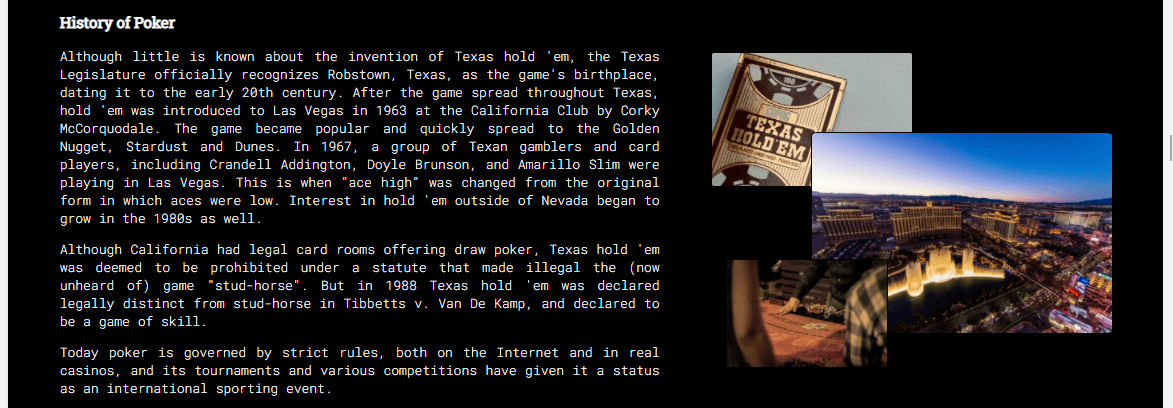 History of Poker
Although little is known about the invention of Texas hold 'em, the Texas
Legislature officially recognizes Robstown, Texas, as the game's birthplace,
dating it to the early 20th century. After the game spread throughout Texas,
hold 'em was introduced to Las Vegas in 1963 at the California Club by Corky
McCorquodale. The game became popular and quickly spread to the Golden
Nugget, Stardust and Dunes. In 1967, a group of Texan gamblers and card
players, including Crandell Addington, Doyle Brunson, and Amarillo Slim were
playing in Las Vegas. This is when "ace high" was changed from the original
form in which aces were low. Interest in hold 'em outside of Nevada began to
grow in the 1980s as well.
Although California had legal card rooms offering draw poker, Texas hold 'em
was deemed to be prohibited under a statute that made illegal the (now
unheard of) game "stud-horse". But in 1988 Texas hold 'em was declared
legally distinct from stud-horse in Tibbetts v. Van De Kamp, and declared to
be a game of skill.
Today poker is governed by strict rules, both on the Internet and in real
casinos, and its tournaments and various competitions have given it a status
as an international sporting event.
TEXAS
HOLD'EM